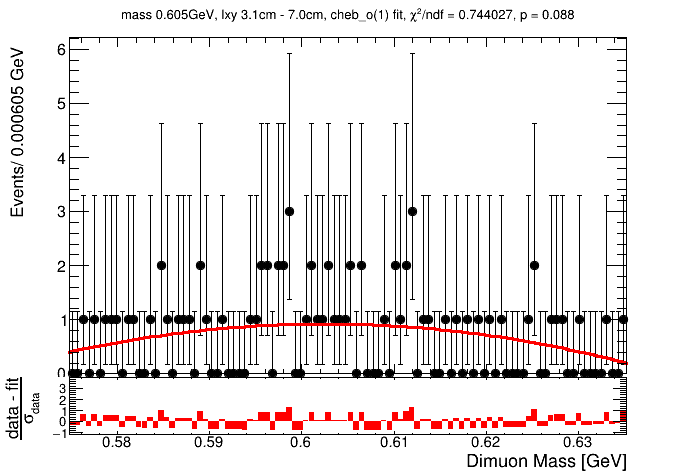 mass 0.605GeV, lxy 3.1cm - 7.0cm, cheb_o(1) fit, χ²/ndf = 0.744027, p = 0.088
Events/ 0.000605 GeV
6
5
4
3
2
1
0
data - fit
σdata
3
2
1
0
−1
0.58 0.59 0.6 0.61 0.62 0.63
Dimuon Mass [GeV]